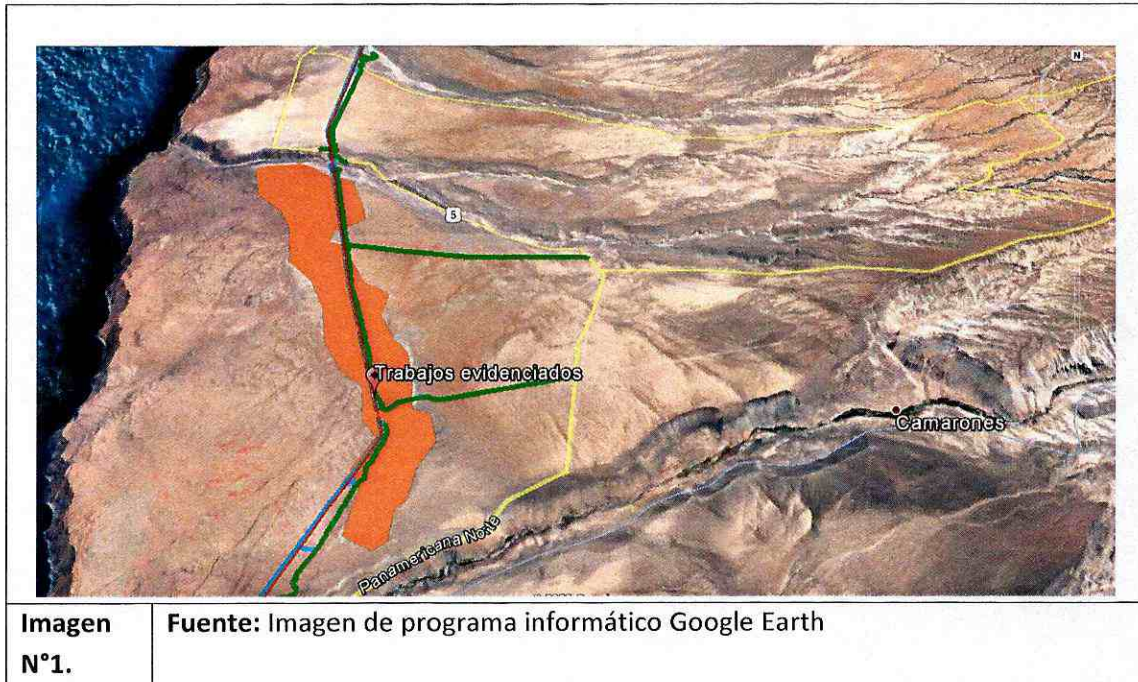 N
5
Trabajos evidenciados
Camarones
Panamericana Norte
Imagen N°1.
Fuente: Imagen de programa informático Google Earth